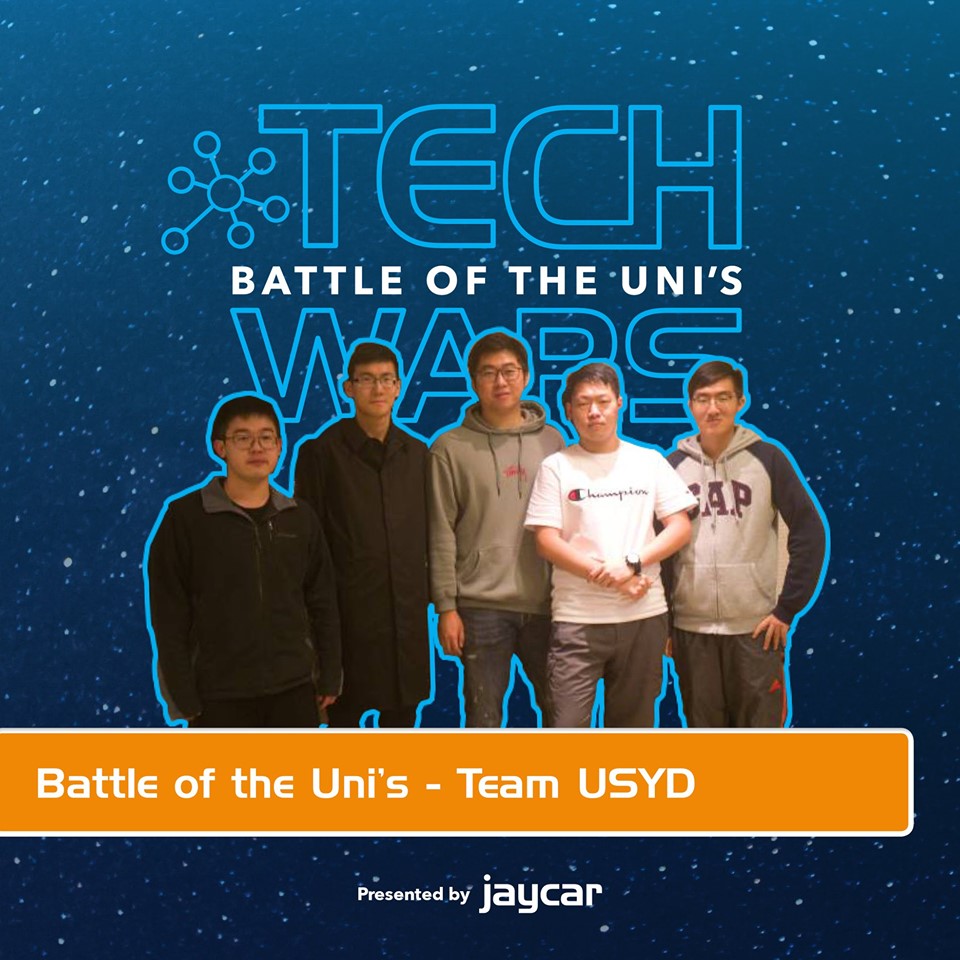 TECH
BATTLE OF THE UNI'S
WARS
Champion
GAP
Battle of the Uni's - Team USYD
Presented by jaycar